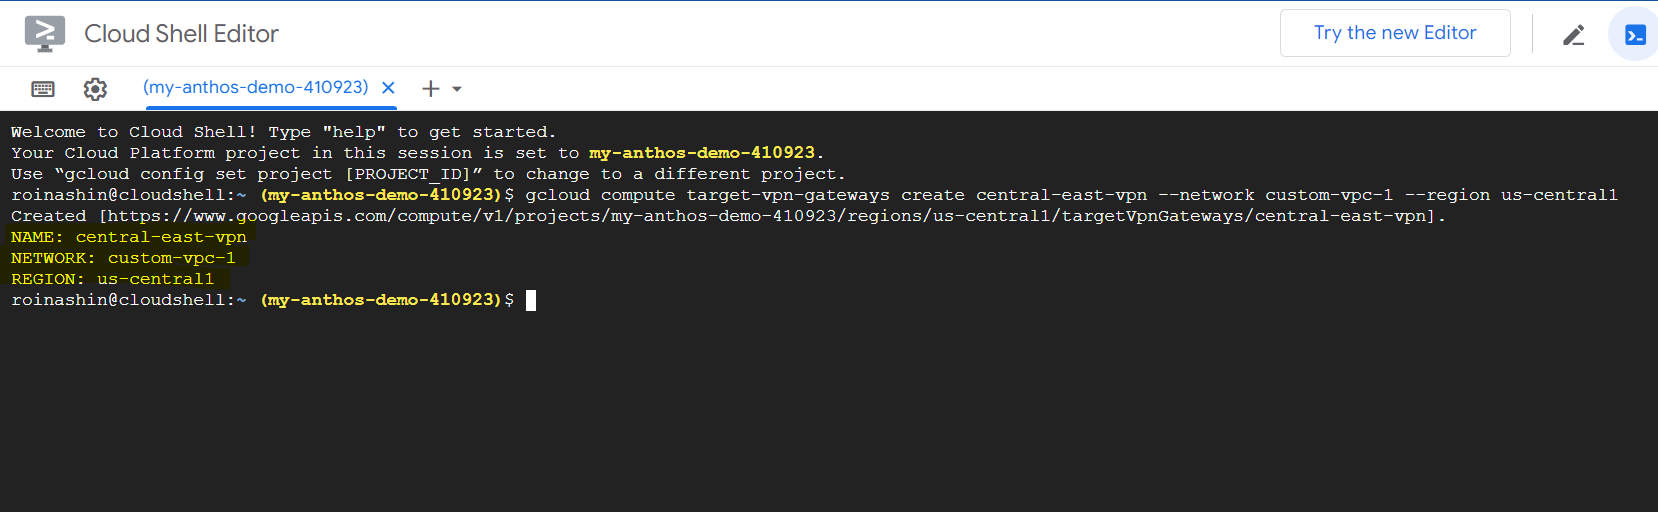 Cloud Shell Editor
Try the new Editor
(my-anthos-demo-410923)
Welcome to Cloud Shell! Type "help" to get started.
Your Cloud Platform project in this session is set to my-anthos-demo-410923.
Use “gcloud config set project [PROJECT_ID]” to change to a different project.
roinashin@cloudshell:~ (my-anthos-demo-410923)$ gcloud compute target-vpn-gateways create central-east-vpn --network custom-vpc-1 --region us-central1
Created [https://www.googleapis.com/compute/v1/projects/my-anthos-demo-410923/regions/us-central1/targetVpnGateways/central-east-vpn].
NAME: central-east-vpn
NETWORK: custom-vpc-1
REGION: us-central1
roinashin@cloudshell:~ (my-anthos-demo-410923)$